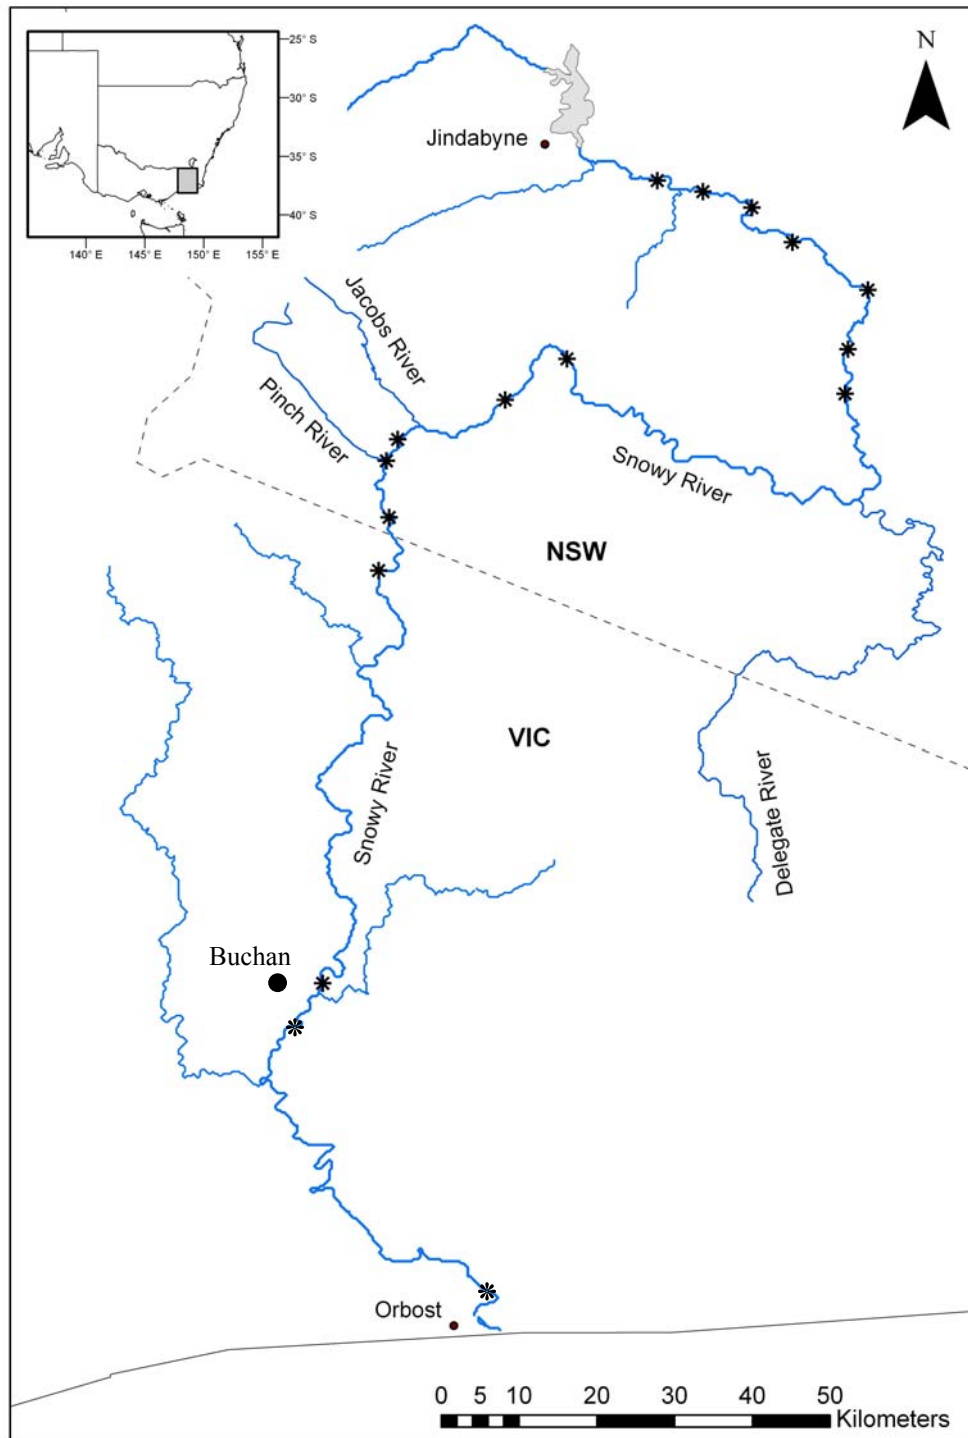 N
25° S
30° S
35° S
40° S
140° E 145° E 150° E 155° E
Jindabyne
Jacobs River
Pinch River
Snowy River
NSW
VIC
Snowy River
Delegate River
Buchan
Orbost
0 5 10 20 30 40 50
Kilometers